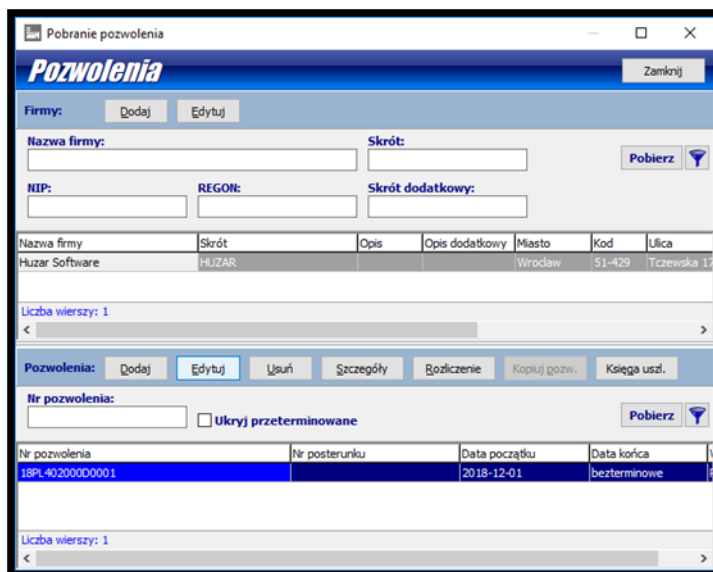 Pobranie pozwolenia
Pozwolenia
Zamknij
Firmy: Dodaj Edytuj
Nazwa firmy: Skrót:
Pobierz
NIP: REGON: Skrót dodatkowy:
Nazwa firmy Skrót Opis Opis dodatkowy Miasto Kod Ulica
Huzar Software HUZAR Wrocław 51-429 Tczewska 17
Liczba wierszy: 1
Pozwolenia: Dodaj Edytuj Usuń Szczegóły Rozliczenie Kopiuj pozw. Księga uszl.
Nr pozwolenia:
Ukryj przeterminowane Pobierz
Nr pozwolenia Nr posterunku Data początku Data końca
18PL402000D0001 2018-12-01 bezterminowe
Liczba wierszy: 1